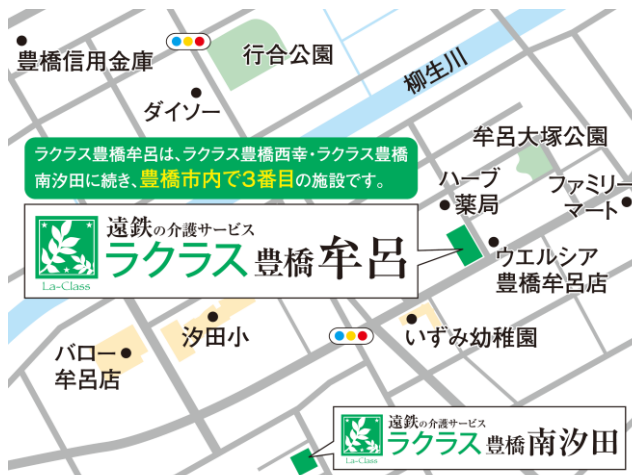 豊橋信用金庫
行合公園
ダイソー
柳生川
牟呂大塚公園
ラクラス豊橋牟呂は、ラクラス豊橋西幸・ラクラス豊橋
南汐田に続き、豊橋市内で3番目の施設です。
ハーブ
薬局
ファミリー
マート
遠鉄の介護サービス
ラクラス 豊橋 牟呂
La-Class
ウエルシア
豊橋牟呂店
汐田小
いずみ幼稚園
バロー
牟呂店
遠鉄の介護サービス
ラクラス 豊橋 南汐田
La-Class